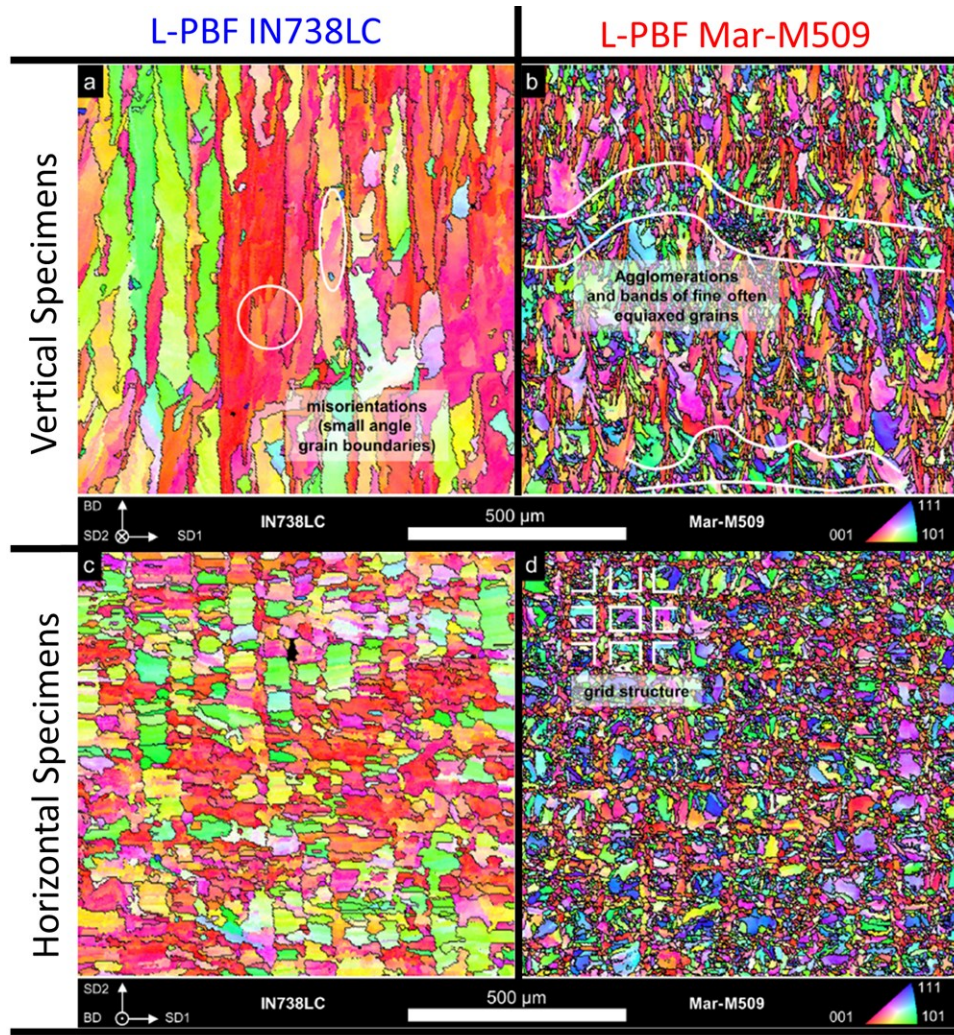 L-PBF IN738LC
L-PBF Mar-M509
Vertical Specimens
a
misorientations
(small angle
grain boundaries)
b
Agglomerations
and bands of fine often
equiaxed grains
BD
SD2
SD1
IN738LC
500 µm
Mar-M509
111
001
101
Horizontal Specimens
c
d
grid structure
SD2
BD
SD1
IN738LC
500 µm
Mar-M509
111
001
101